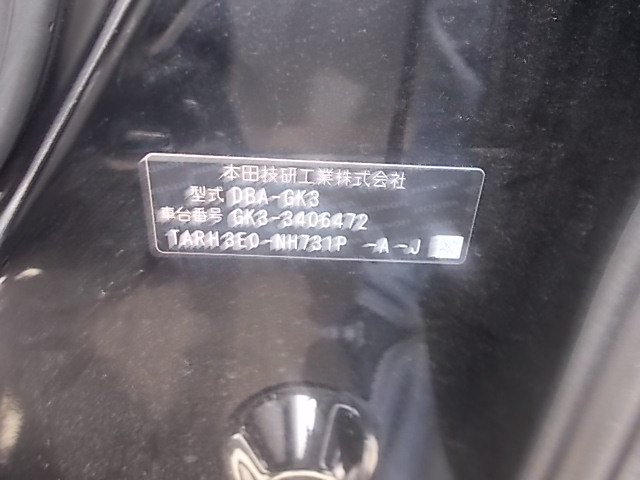 本田技研工業株式会社
型式 DBA-GK3
車台番号 GK3-3406472
TARH3E0-NH731P -A-J